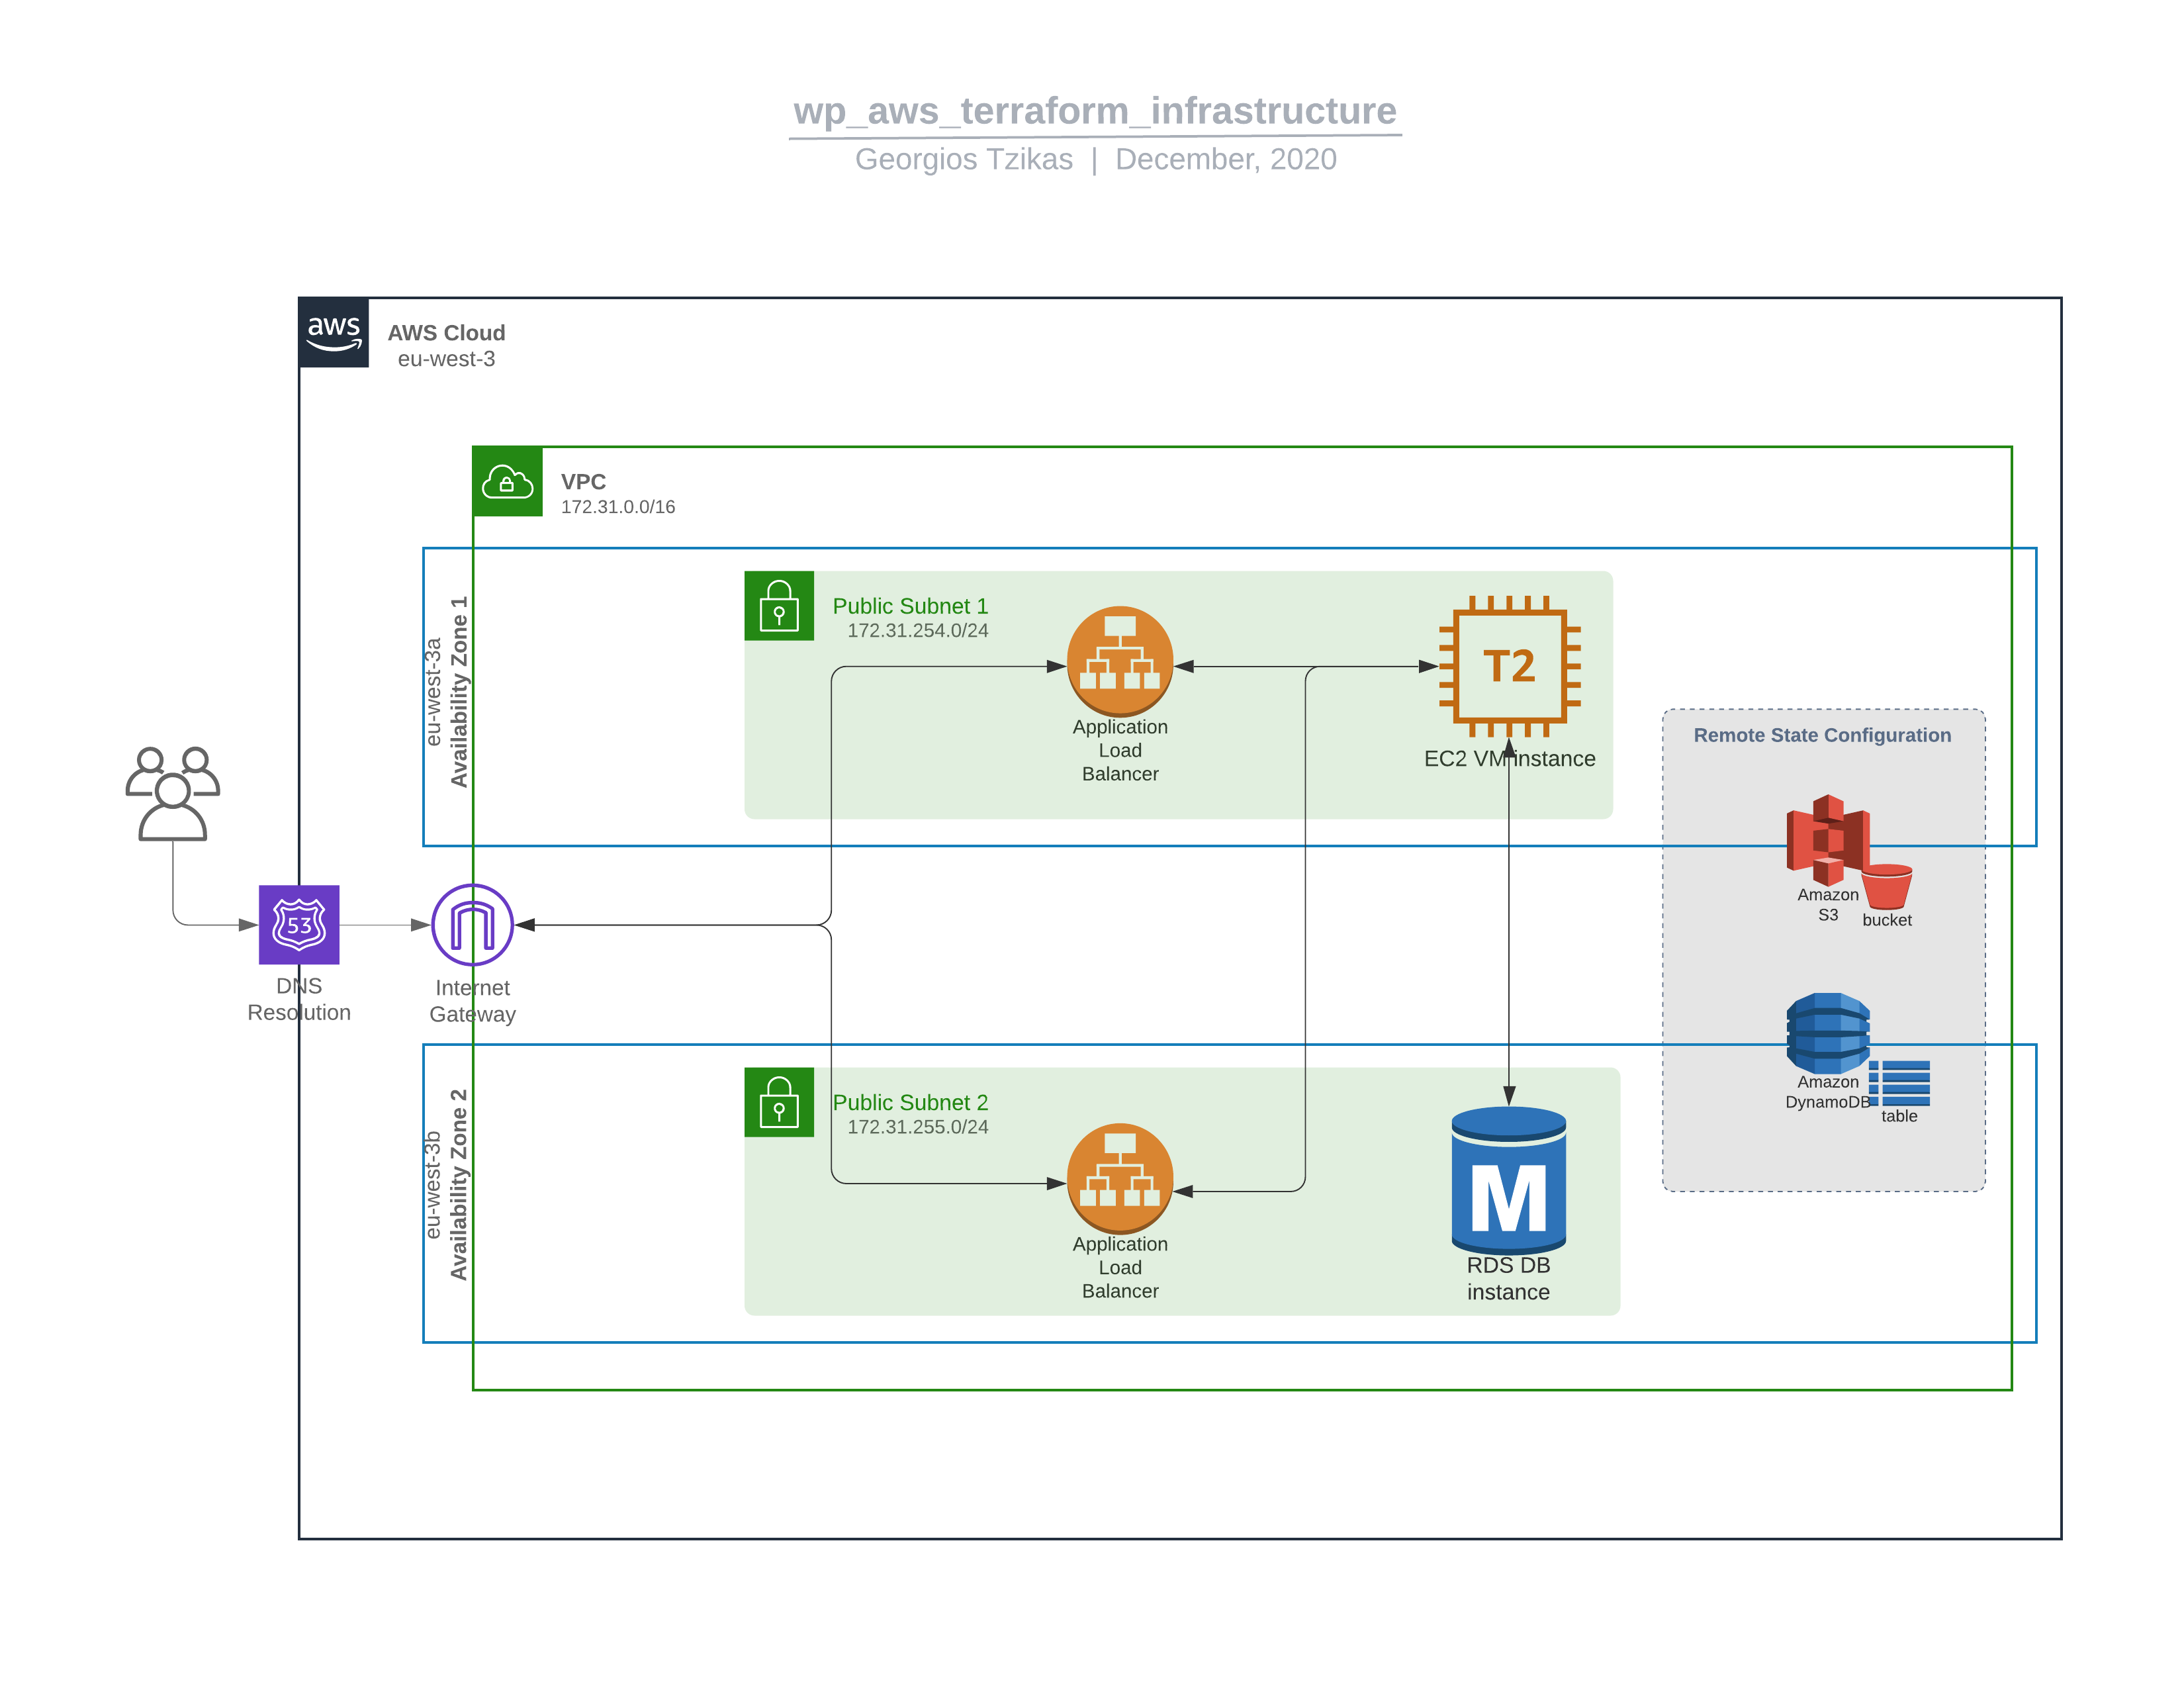 wp_aws_terraform_infrastructure
Georgios Tzikas | December, 2020
aws
AWS Cloud
eu-west-3
VPC
172.31.0.0/16
eu-west-3a
Availability Zone 1
Public Subnet 1
172.31.254.0/24
Application
Load
Balancer
T2
EC2 VM instance
Remote State Configuration
Amazon
S3
bucket
Amazon
DynamoDB
table
53
DNS
Resolution
Internet
Gateway
eu-west-3b
Availability Zone 2
Public Subnet 2
172.31.255.0/24
Application
Load
Balancer
M
RDS DB
instance